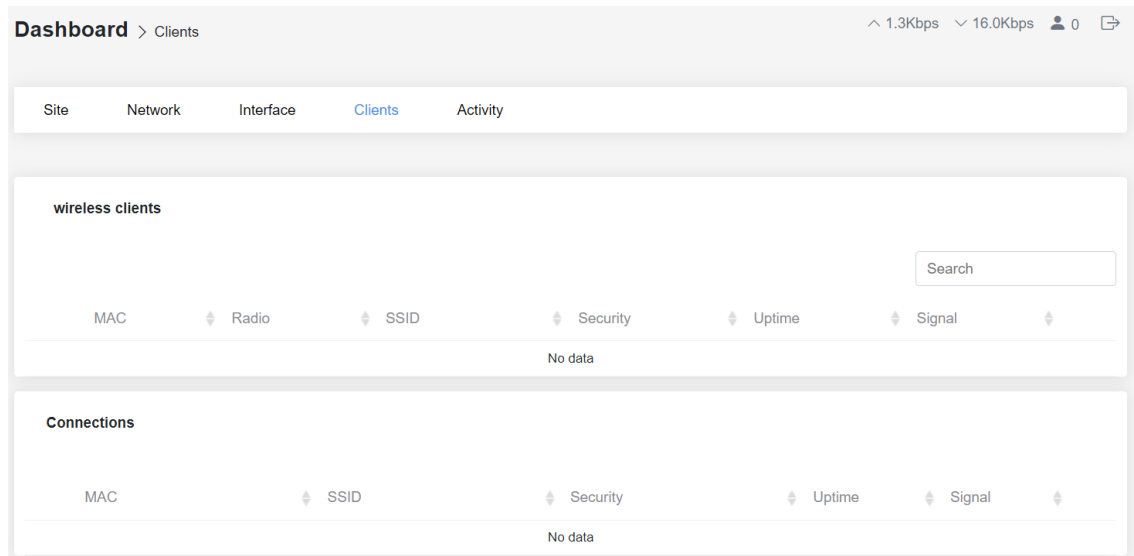 Dashboard > Clients 1.3Kbps 16.0Kbps 0
Site Network Interface Clients Activity
wireless clients
Search
MAC Radio SSID Security Uptime Signal
No data
Connections
MAC SSID Security Uptime Signal
No data